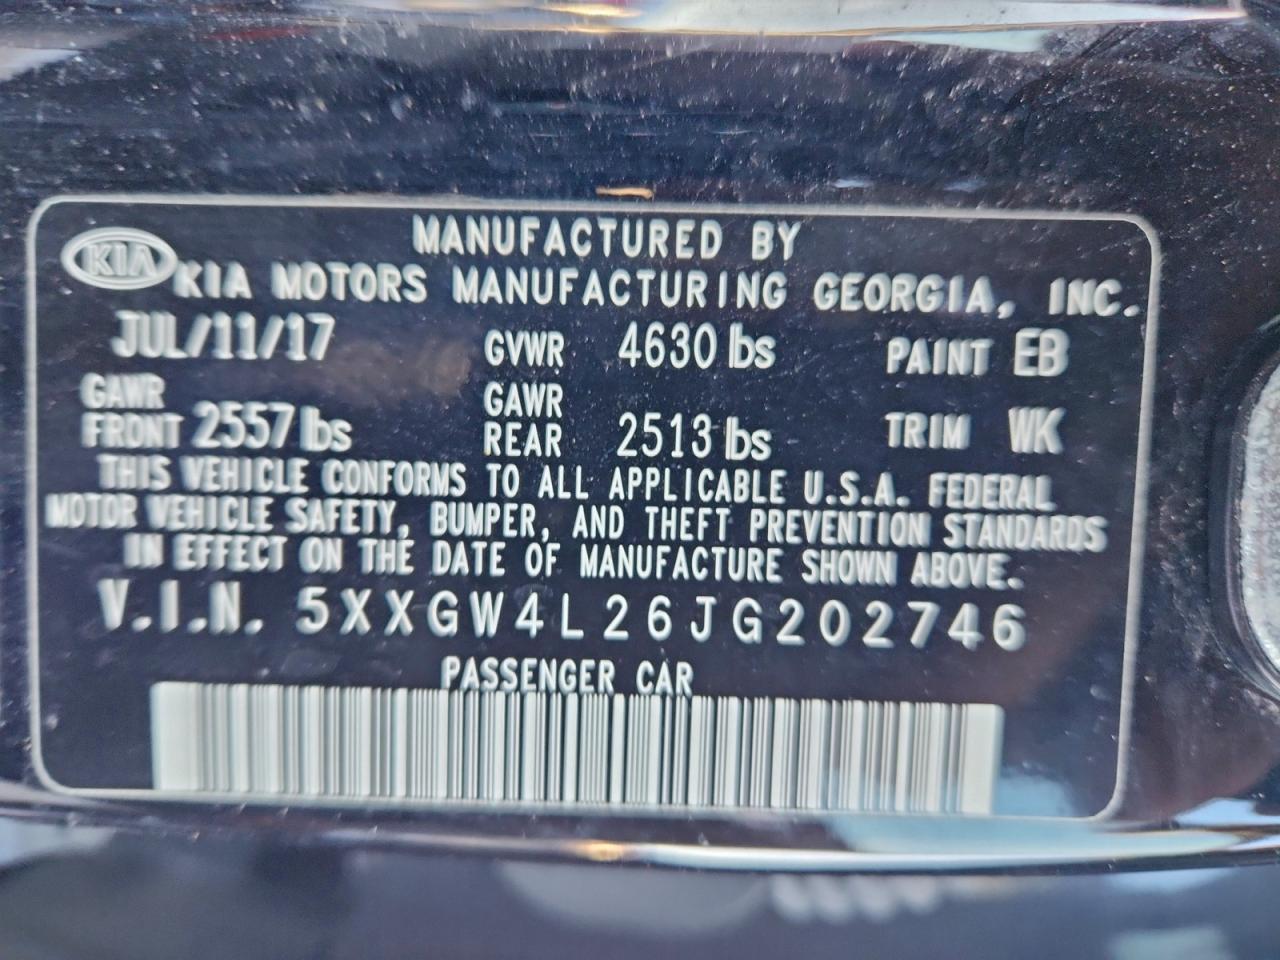 MANUFACTURED BY
KIA KIA MOTORS MANUFACTURING GEORGIA, INC.
JUL/11/17 GVWR 4630 lbs PAINT EB
GAWR FRONT 2557 lbs GAWR REAR 2513 lbs TRIM WK
THIS VEHICLE CONFORMS TO ALL APPLICABLE U.S.A. FEDERAL
MOTOR VEHICLE SAFETY, BUMPER, AND THEFT PREVENTION STANDARDS
IN EFFECT ON THE DATE OF MANUFACTURE SHOWN ABOVE.
V.I.N. 5XXGW4L26JG202746
PASSENGER CAR